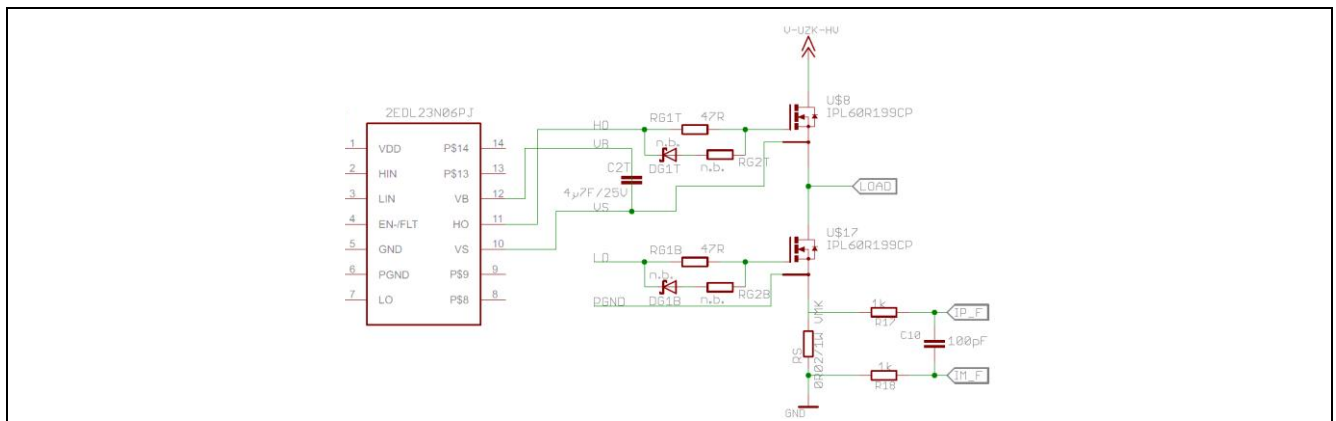 V-UZK-HV
2EDL23N06PJ
1 VDD P$14 14
2 HIN P$13 13
3 LIN VB 12
4 EN-/FLT HO 11
5 GND VS 10
6 PGND P$9 9
7 LO P$8 8
HO
VB
VS
RG1T 47R
n.b.
DG1T
n.b.
RG2T
C2T
4µ7F/25V
U$8
IPL60R199CP
LOAD
U$17
IPL60R199CP
LO
RG1B 47R
n.b.
DG1B
n.b.
RG2B
PGND
VMK
RS
0R02/1W
1k
R17
IP_F
C10
100pF
1k
R18
IM_F
GND